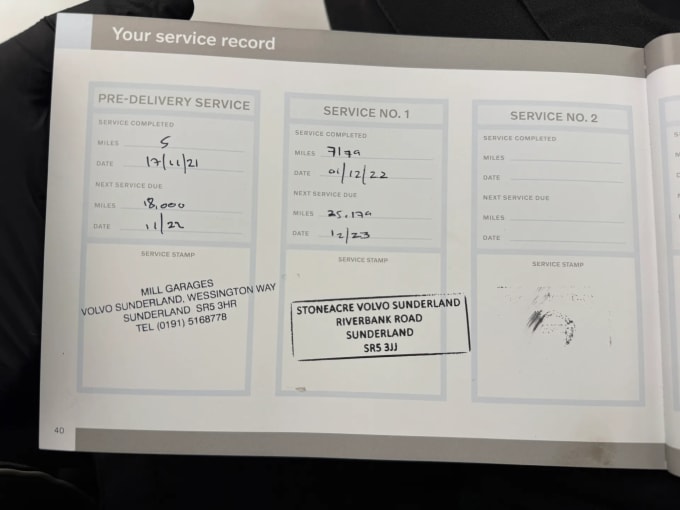 Your service record
PRE-DELIVERY SERVICE
SERVICE COMPLETED
MILES 5
DATE 17/11/21
NEXT SERVICE DUE
MILES 18,000
DATE 11/22
SERVICE STAMP
MILL GARAGES
VOLVO SUNDERLAND, WESSINGTON WAY
SUNDERLAND SR5 3HR
TEL (0191) 5168778
SERVICE NO. 1
SERVICE COMPLETED
MILES 7179
DATE 01/12/22
NEXT SERVICE DUE
MILES 25.179
DATE 12/23
SERVICE STAMP
STONEACRE VOLVO SUNDERLAND
RIVERBANK ROAD
SUNDERLAND
SR5 3JJ
SERVICE NO. 2
SERVICE COMPLETED
MILES
DATE
NEXT SERVICE DUE
MILES
DATE
SERVICE STAMP
40